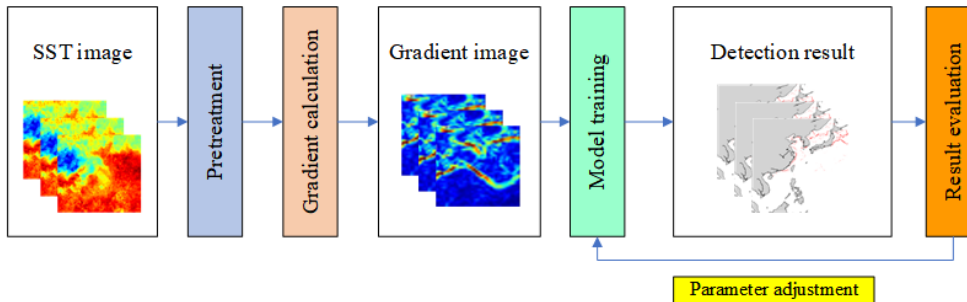 SST image
Pretreatment
Gradient calculation
Gradient image
Model training
Detection result
Result evaluation
Parameter adjustment